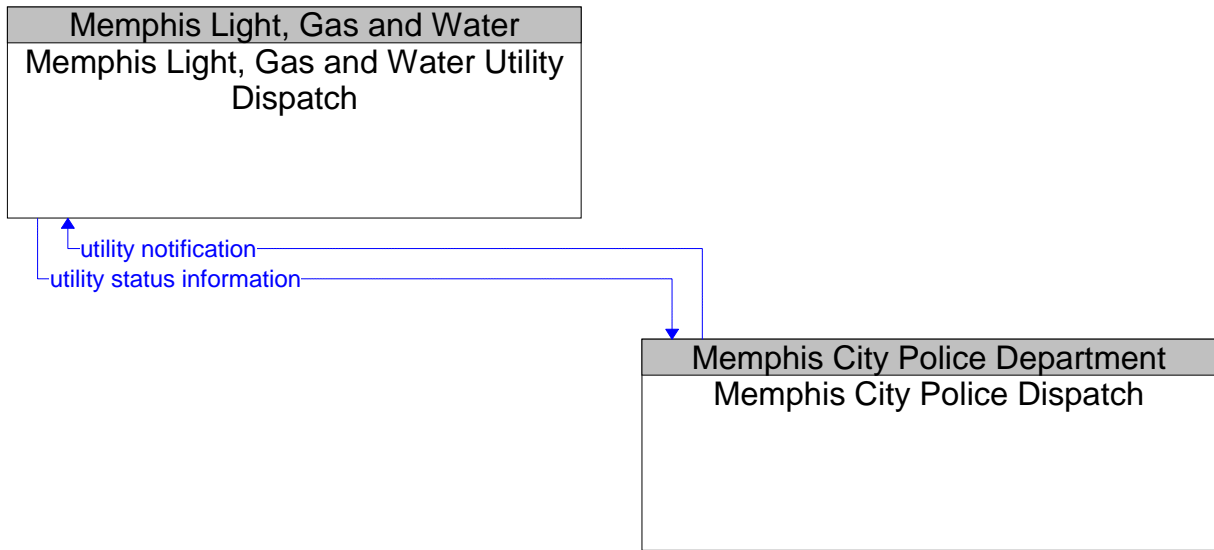 Memphis Light, Gas and Water
Memphis Light, Gas and Water Utility
Dispatch
utility notification
utility status information
Memphis City Police Department
Memphis City Police Dispatch